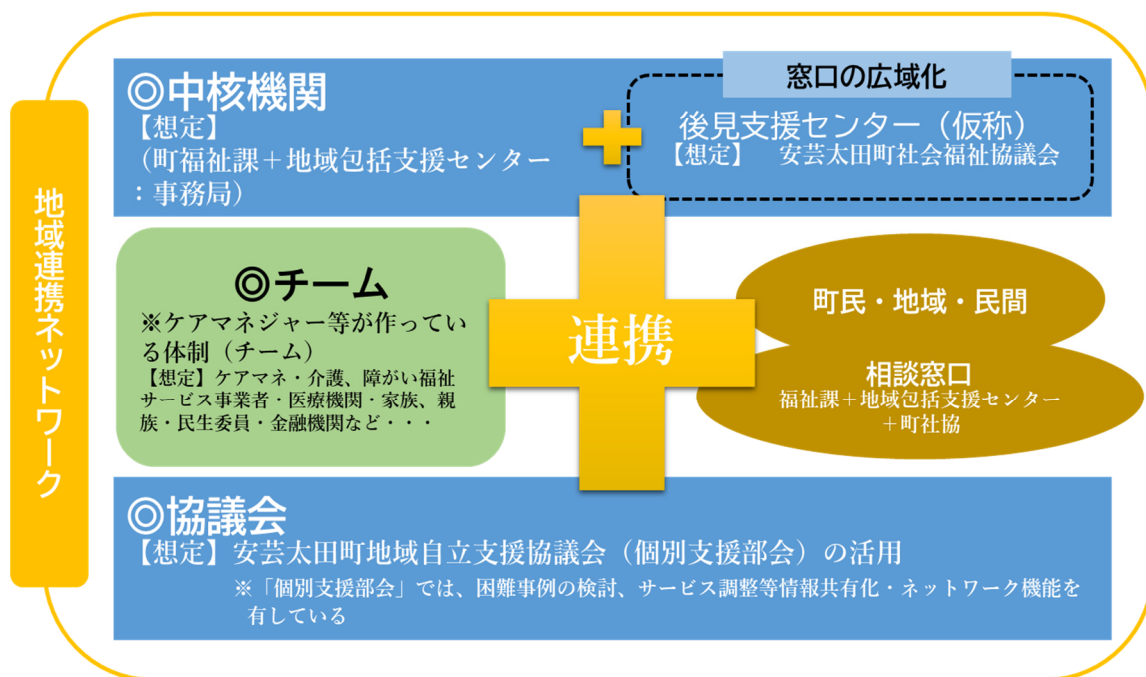 地域連携ネットワーク
◎中核機関
【想定】
（町福祉課＋地域包括支援センター
：事務局）
窓口の広域化
後見支援センター（仮称）
【想定】　安芸太田町社会福祉協議会
◎チーム
※ケアマネジャー等が作ってい
る体制（チーム）
【想定】ケアマネ・介護、障がい福祉
サービス事業者・医療機関・家族、親
族・民生委員・金融機関など・・・
連携
町民・地域・民間
相談窓口
福祉課＋地域包括支援センター
＋町社協
◎協議会
【想定】安芸太田町地域自立支援協議会（個別支援部会）の活用
※「個別支援部会」では、困難事例の検討、サービス調整等情報共有化・ネットワーク機能を
有している